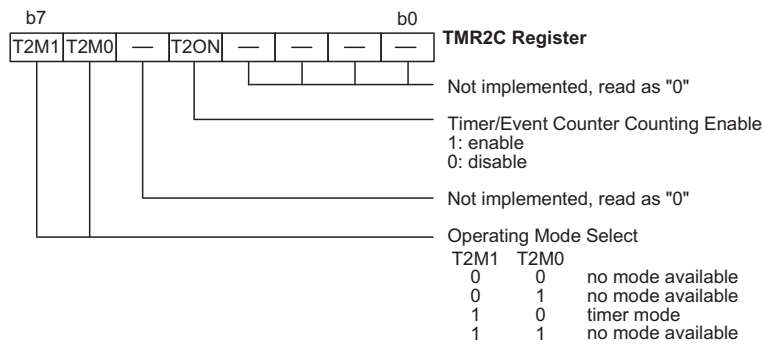 b7 b0
T2M1 T2M0 — T2ON — — — — TMR2C Register
Not implemented, read as "0"
Timer/Event Counter Counting Enable
1: enable
0: disable
Not implemented, read as "0"
Operating Mode Select
T2M1 T2M0
0 0 no mode available
0 1 no mode available
1 0 timer mode
1 1 no mode available